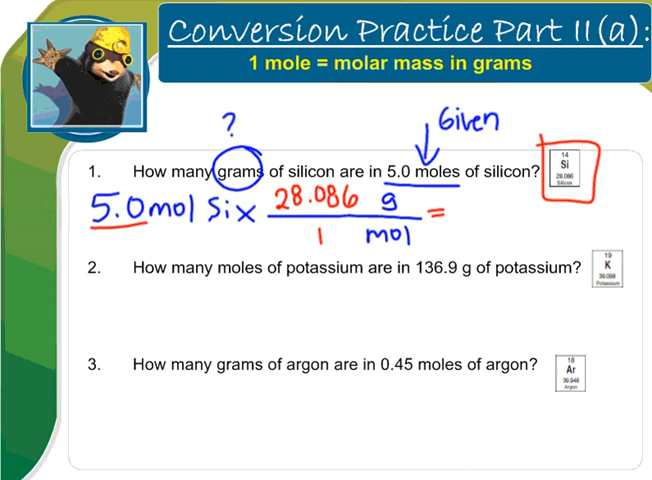 Conversion Practice Part II(a):
1 mole = molar mass in grams
?
Given
1. How many grams of silicon are in 5.0 moles of silicon?
14
Si
28.086
Silicon
5.0 mol Si x 28.086 g =
1 mol
2. How many moles of potassium are in 136.9 g of potassium?
19
K
39.098
Potassium
3. How many grams of argon are in 0.45 moles of argon?
18
Ar
39.948
Argon